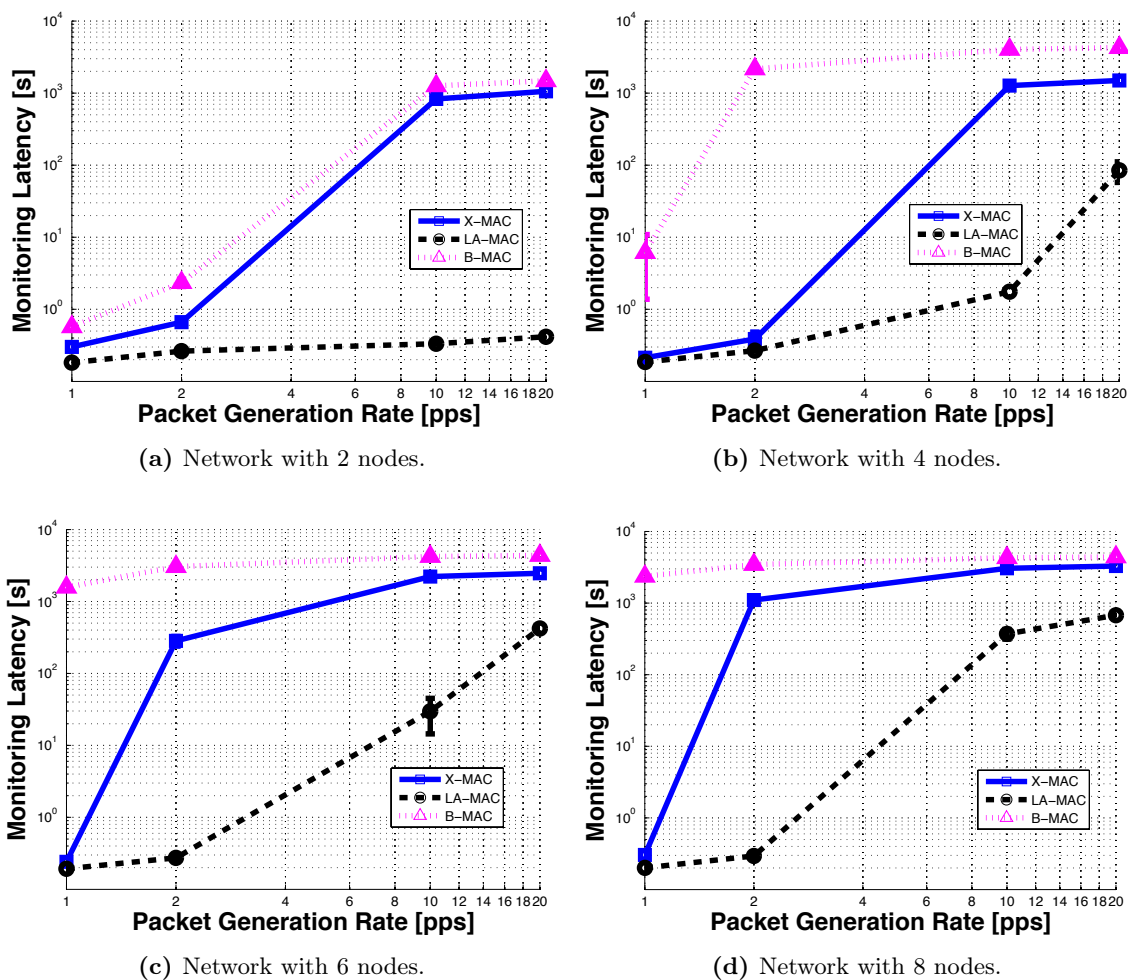 10^4
10^3
10^2
10^1
10^0
Monitoring Latency [s]
X-MAC
LA-MAC
B-MAC
1 2 4 6 8 10 12 14 16 18 20
Packet Generation Rate [pps]
(a) Network with 2 nodes.
10^4
10^3
10^2
10^1
10^0
Monitoring Latency [s]
X-MAC
LA-MAC
B-MAC
1 2 4 6 8 10 12 14 16 18 20
Packet Generation Rate [pps]
(b) Network with 4 nodes.
10^4
10^3
10^2
10^1
10^0
Monitoring Latency [s]
X-MAC
LA-MAC
B-MAC
1 2 4 6 8 10 12 14 16 18 20
Packet Generation Rate [pps]
(c) Network with 6 nodes.
10^4
10^3
10^2
10^1
10^0
Monitoring Latency [s]
X-MAC
LA-MAC
B-MAC
1 2 4 6 8 10 12 14 16 18 20
Packet Generation Rate [pps]
(d) Network with 8 nodes.